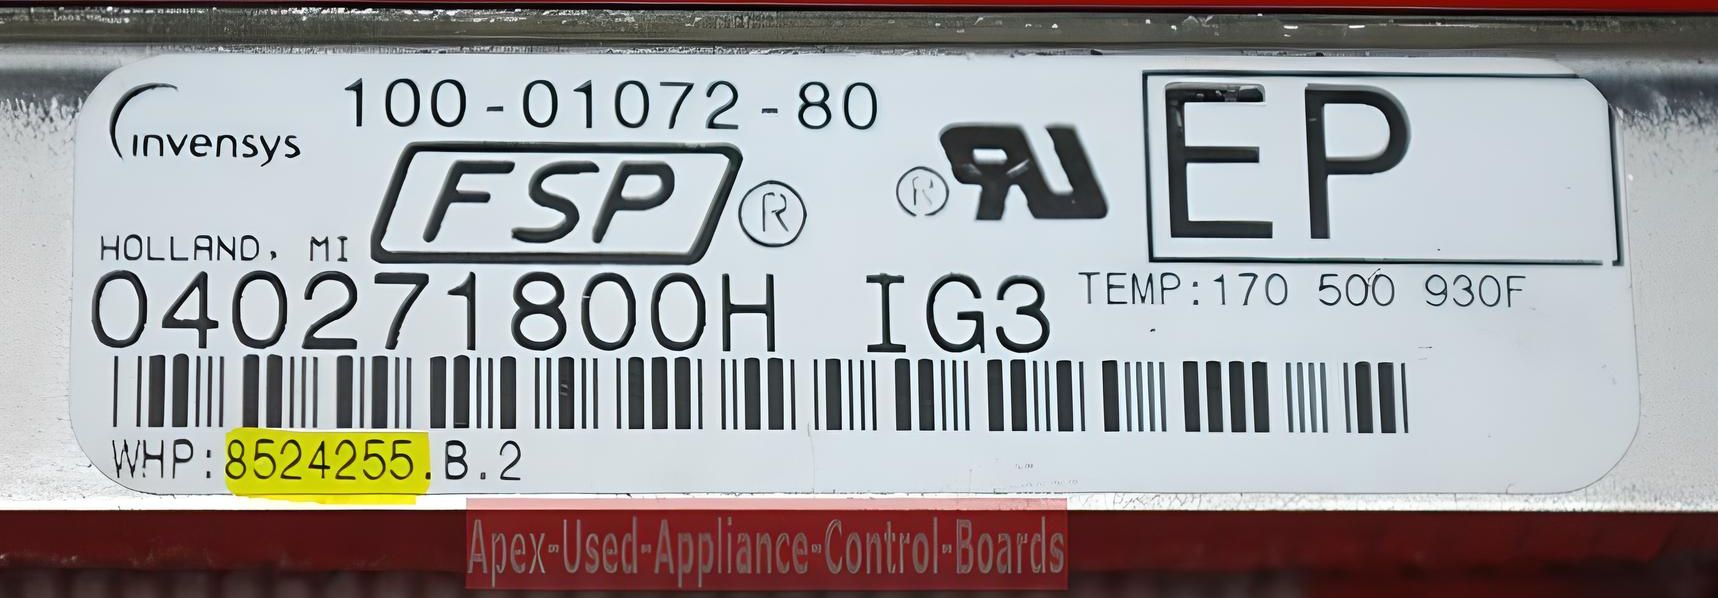 invensys
100-01072-80
FSP ®
® RU
EP
HOLLAND, MI
040271800H IG3
TEMP:170 500 930F
WHP:8524255.B.2
Apex-Used-Appliance-Control-Boards